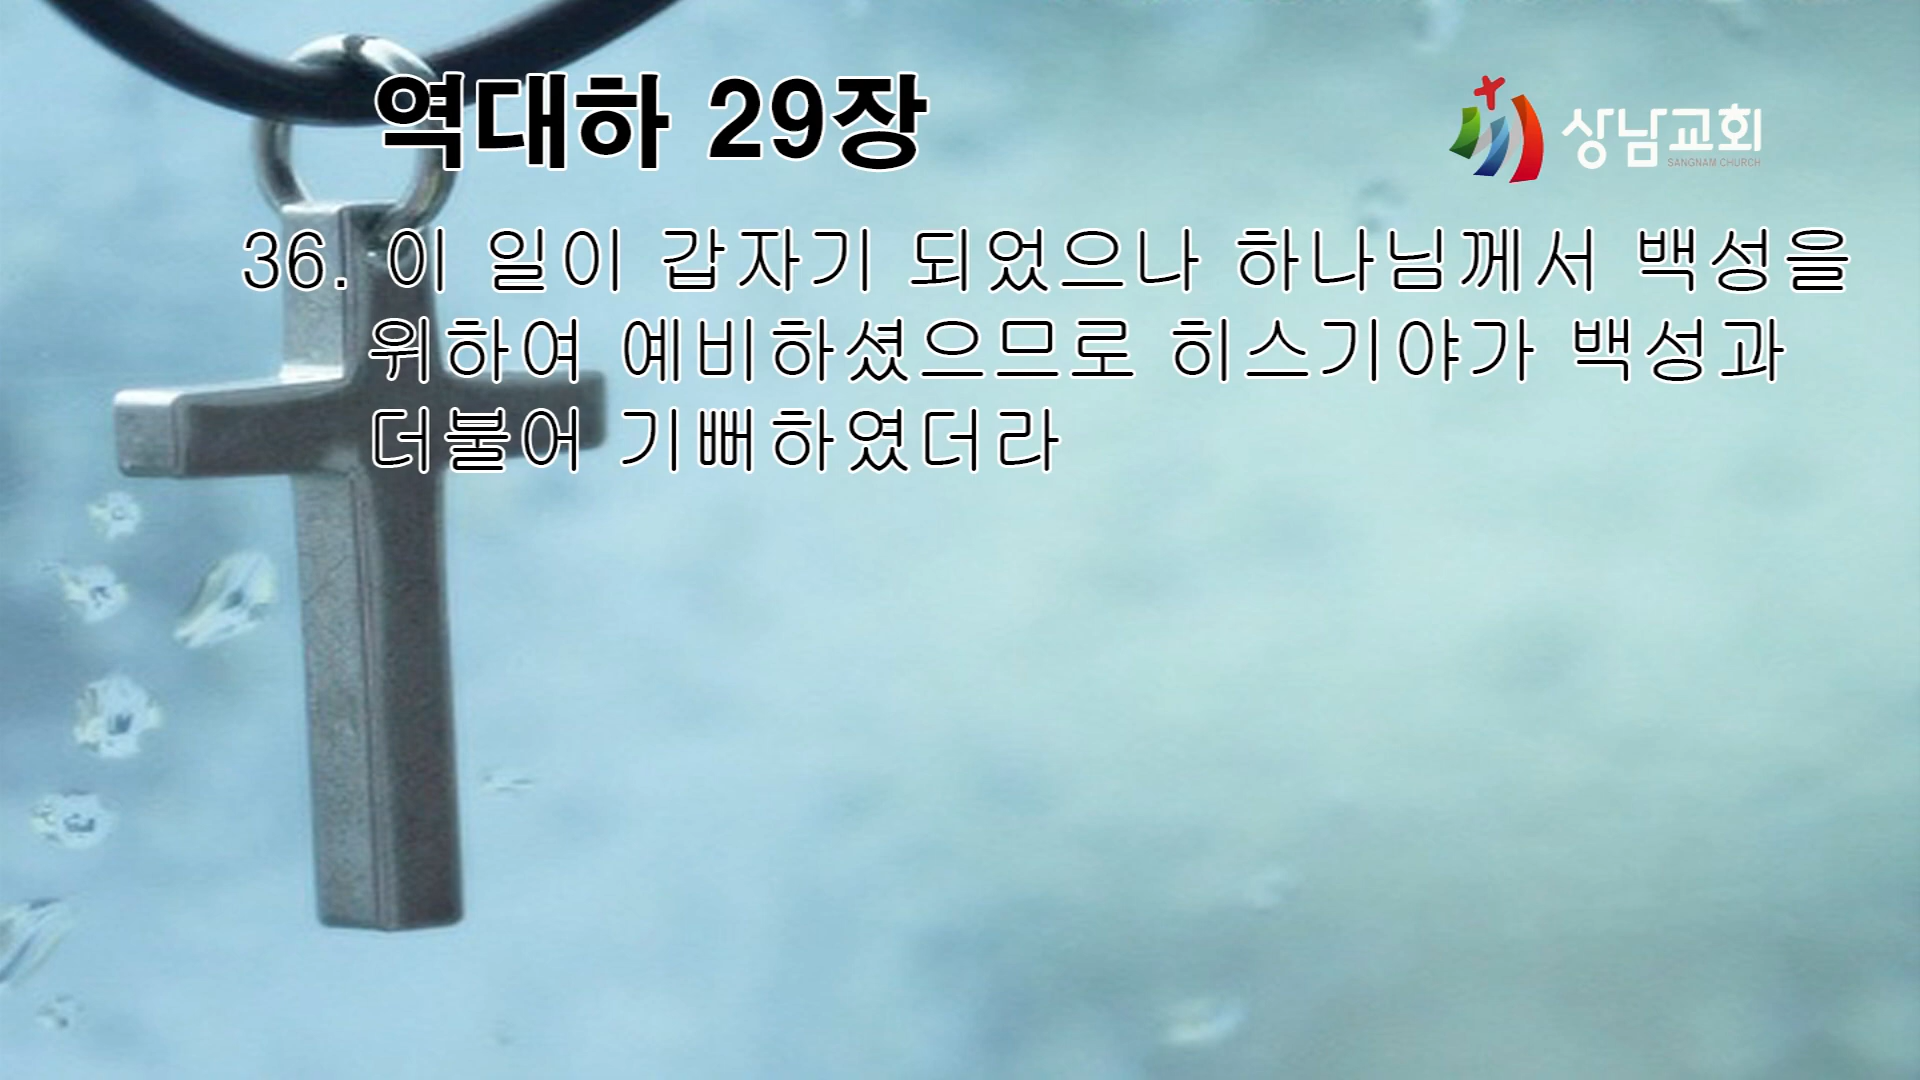 역대하 29장
상남교회
SANGNAM CHURCH
36. 이 일이 갑자기 되었으나 하나님께서 백성을
위하여 예비하셨으므로 히스기야가 백성과
더불어 기뻐하였더라